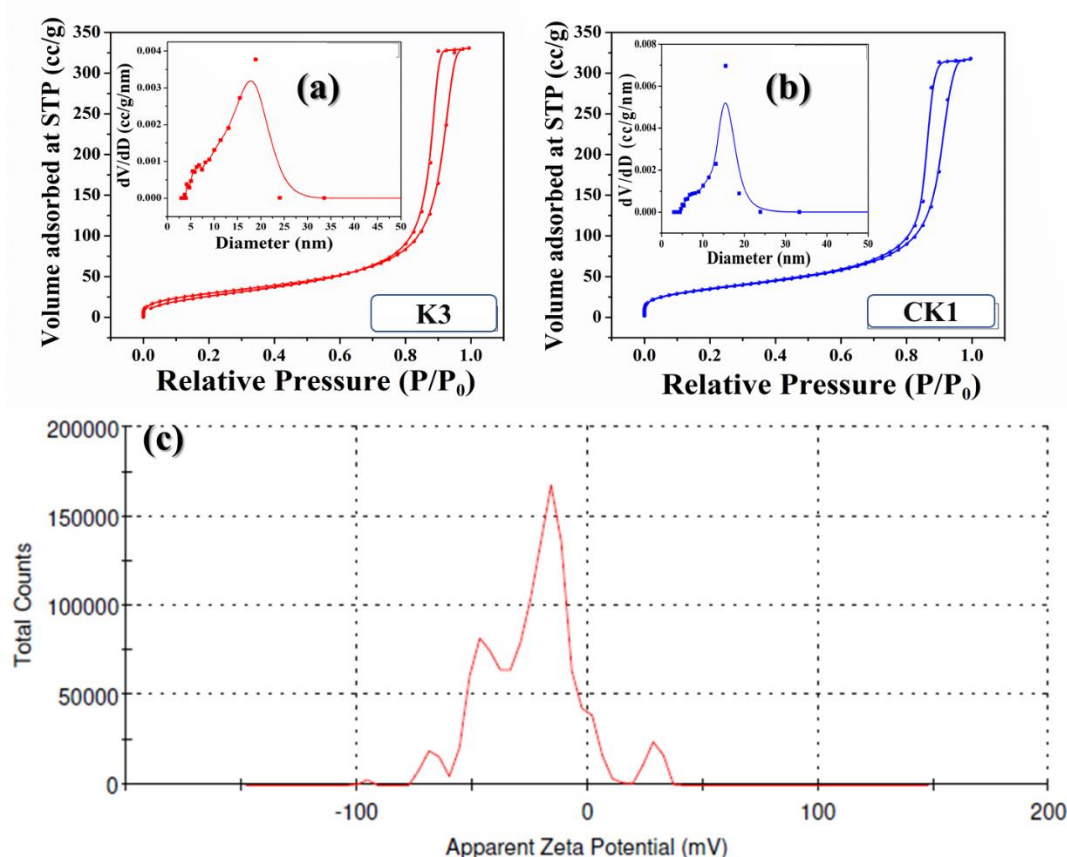 (a)
Volume adsorbed at STP (cc/g)
350
300
250
200
150
100
50
0
0.0 0.2 0.4 0.6 0.8 1.0
Relative Pressure (P/P₀)
K3
dV/dD (cc/g/nm)
0.004
0.003
0.002
0.001
0.000
0 5 10 15 20 25 30 35 40 45 50
Diameter (nm)
(b)
Volume adsorbed at STP (cc/g)
350
300
250
200
150
100
50
0
0.0 0.2 0.4 0.6 0.8 1.0
Relative Pressure (P/P₀)
CK1
dV/dD (cc/g/nm)
0.008
0.006
0.004
0.002
0.000
0 10 20 30 40 50
Diameter (nm)
(c)
Total Counts
200000
150000
100000
50000
0
-100 0 100 200
Apparent Zeta Potential (mV)